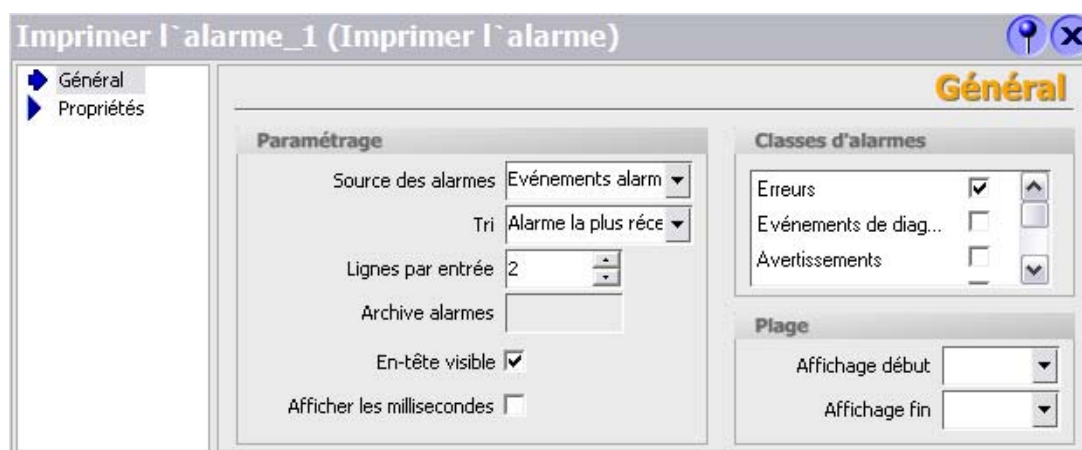 Imprimer l`alarme_1 (Imprimer l`alarme)
Général
Propriétés
Général
Paramétrage
Source des alarmes Evénements alarm
Tri Alarme la plus réce
Lignes par entrée 2
Archive alarmes
En-tête visible
Afficher les millisecondes
Classes d'alarmes
Erreurs
Evénements de diag...
Avertissements
Plage
Affichage début
Affichage fin